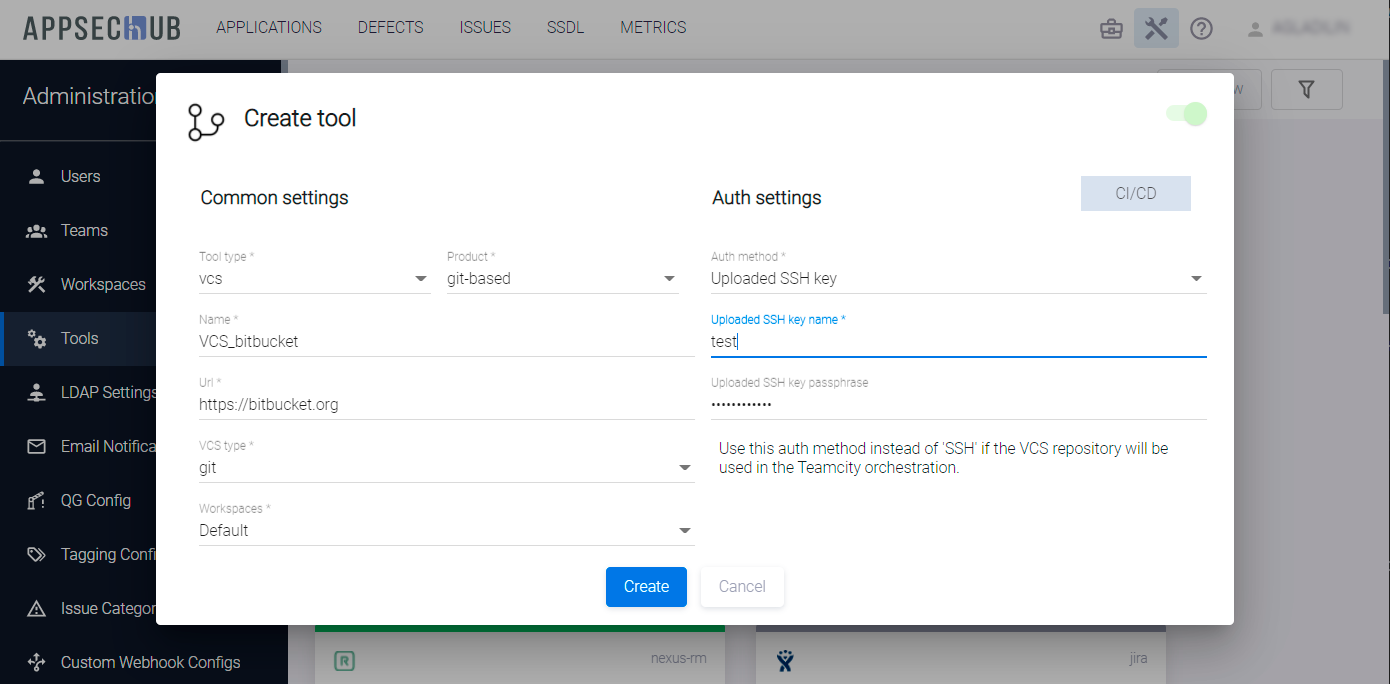 APPSECHUB APPLICATIONS DEFECTS ISSUES SSDL METRICS
Administration
Users
Teams
Workspaces
Tools
LDAP Settings
Email Notifica
QG Config
Tagging Confi
Issue Categor
Custom Webhook Configs
Create tool
Common settings
Tool type *
vcs
Product *
git-based
Name *
VCS_bitbucket
Url *
https://bitbucket.org
VCS type *
git
Workspaces *
Default
Auth settings
CI/CD
Auth method *
Uploaded SSH key
Uploaded SSH key name *
test
Uploaded SSH key passphrase
••••••••••••
Use this auth method instead of 'SSH' if the VCS repository will be
used in the Teamcity orchestration.
Create Cancel
nexus-rm
jira